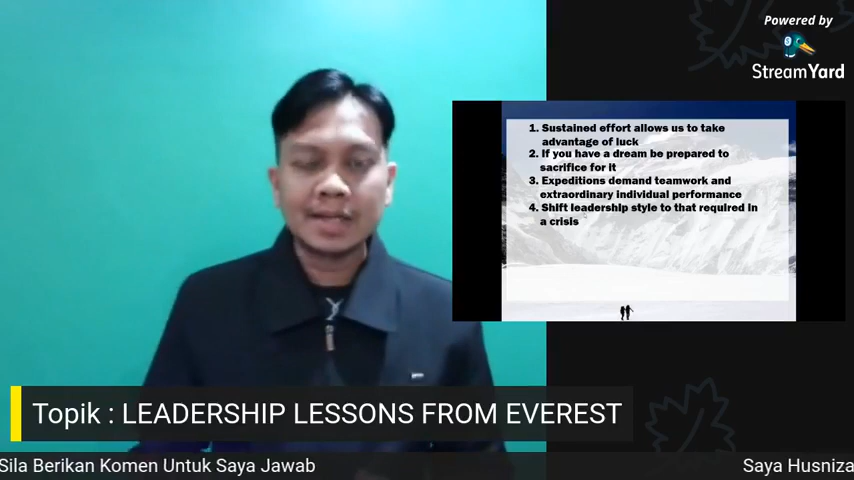 Powered by
StreamYard
1. Sustained effort allows us to take
advantage of luck
2. If you have a dream be prepared to
sacrifice for it
3. Expeditions demand teamwork and
extraordinary individual performance
4. Shift leadership style to that required in
a crisis
Topik : LEADERSHIP LESSONS FROM EVEREST
Sila Berikan Komen Untuk Saya Jawab
Saya Husniza